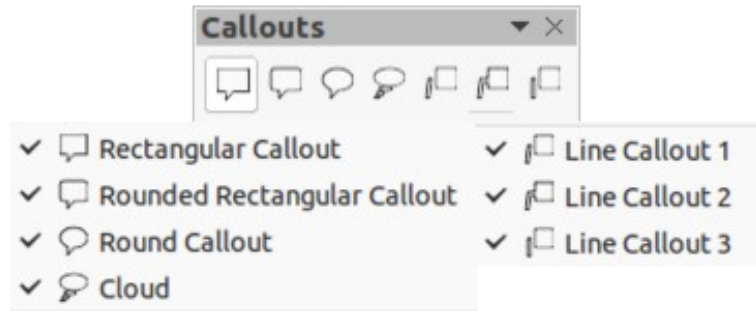 Callouts
Rectangular Callout
Rounded Rectangular Callout
Round Callout
Cloud
Line Callout 1
Line Callout 2
Line Callout 3